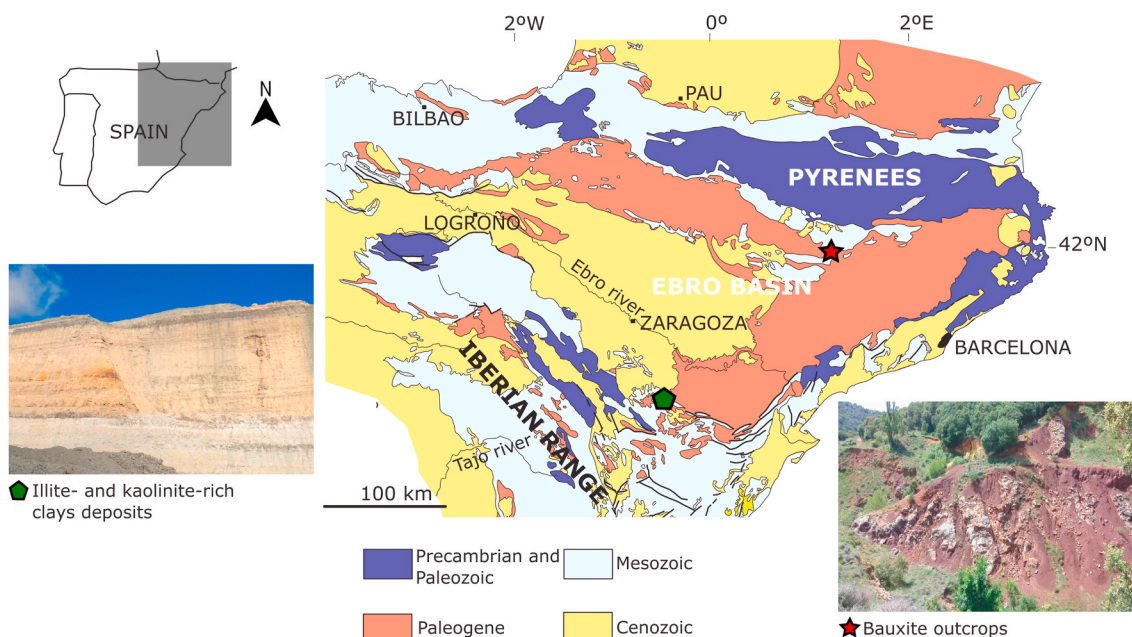 2ºW
0º
2ºE
N
SPAIN
PAU
BILBAO
PYRENEES
LOGROÑO
42ºN
Ebro river
EBRO BASIN
ZARAGOZA
BARCELONA
IBERIAN RANGE
Tajo river
100 km
Illite- and kaolinite-rich
clays deposits
Precambrian and
Paleozoic
Mesozoic
Paleogene
Cenozoic
Bauxite outcrops